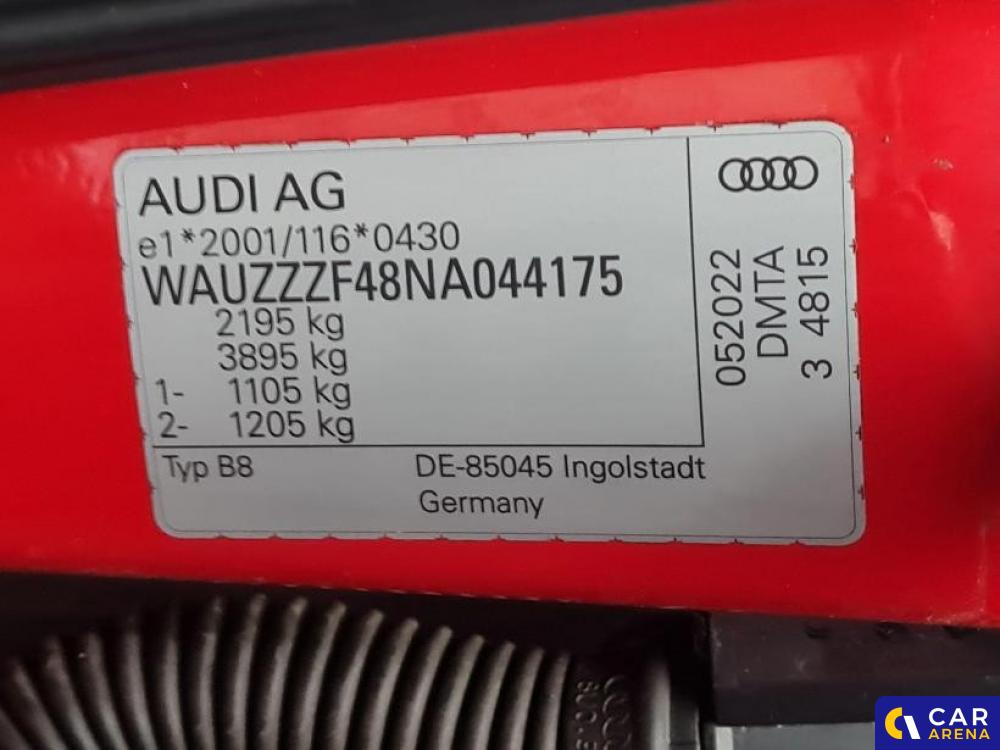 AUDI AG
e1*2001/116*0430
WAUZZZF48NA044175
2195 kg
3895 kg
1- 1105 kg
2- 1205 kg
Typ B8
DE-85045 Ingolstadt
Germany
052022
DMTA
3 4815
CAR
ARENA